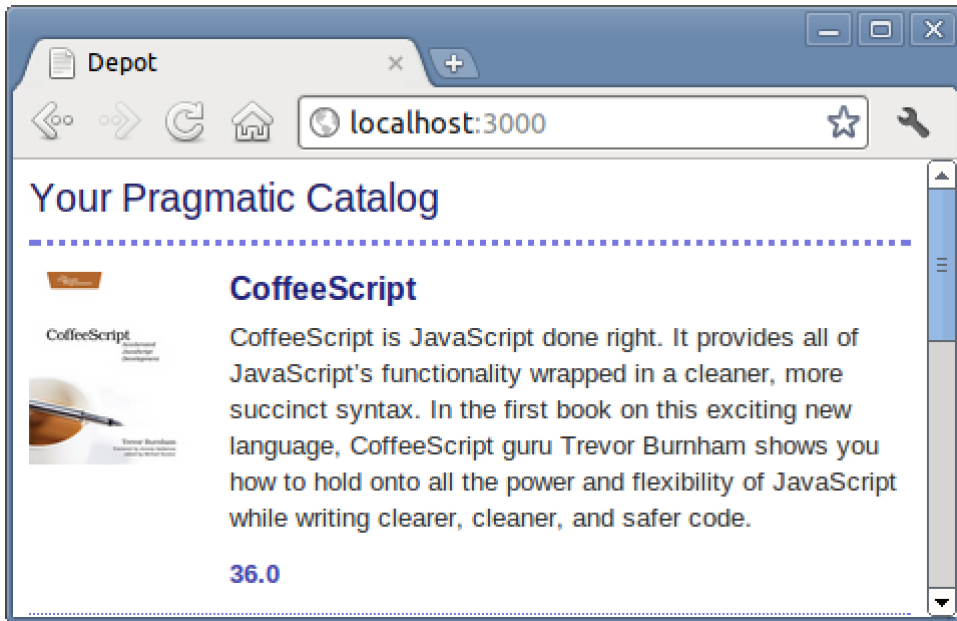 Depot
localhost:3000
Your Pragmatic Catalog
CoffeeScript
CoffeeScript
Accelerated
JavaScript
Development
Trevor Burnham
CoffeeScript is JavaScript done right. It provides all of
JavaScript's functionality wrapped in a cleaner, more
succinct syntax. In the first book on this exciting new
language, CoffeeScript guru Trevor Burnham shows you
how to hold onto all the power and flexibility of JavaScript
while writing clearer, cleaner, and safer code.
36.0